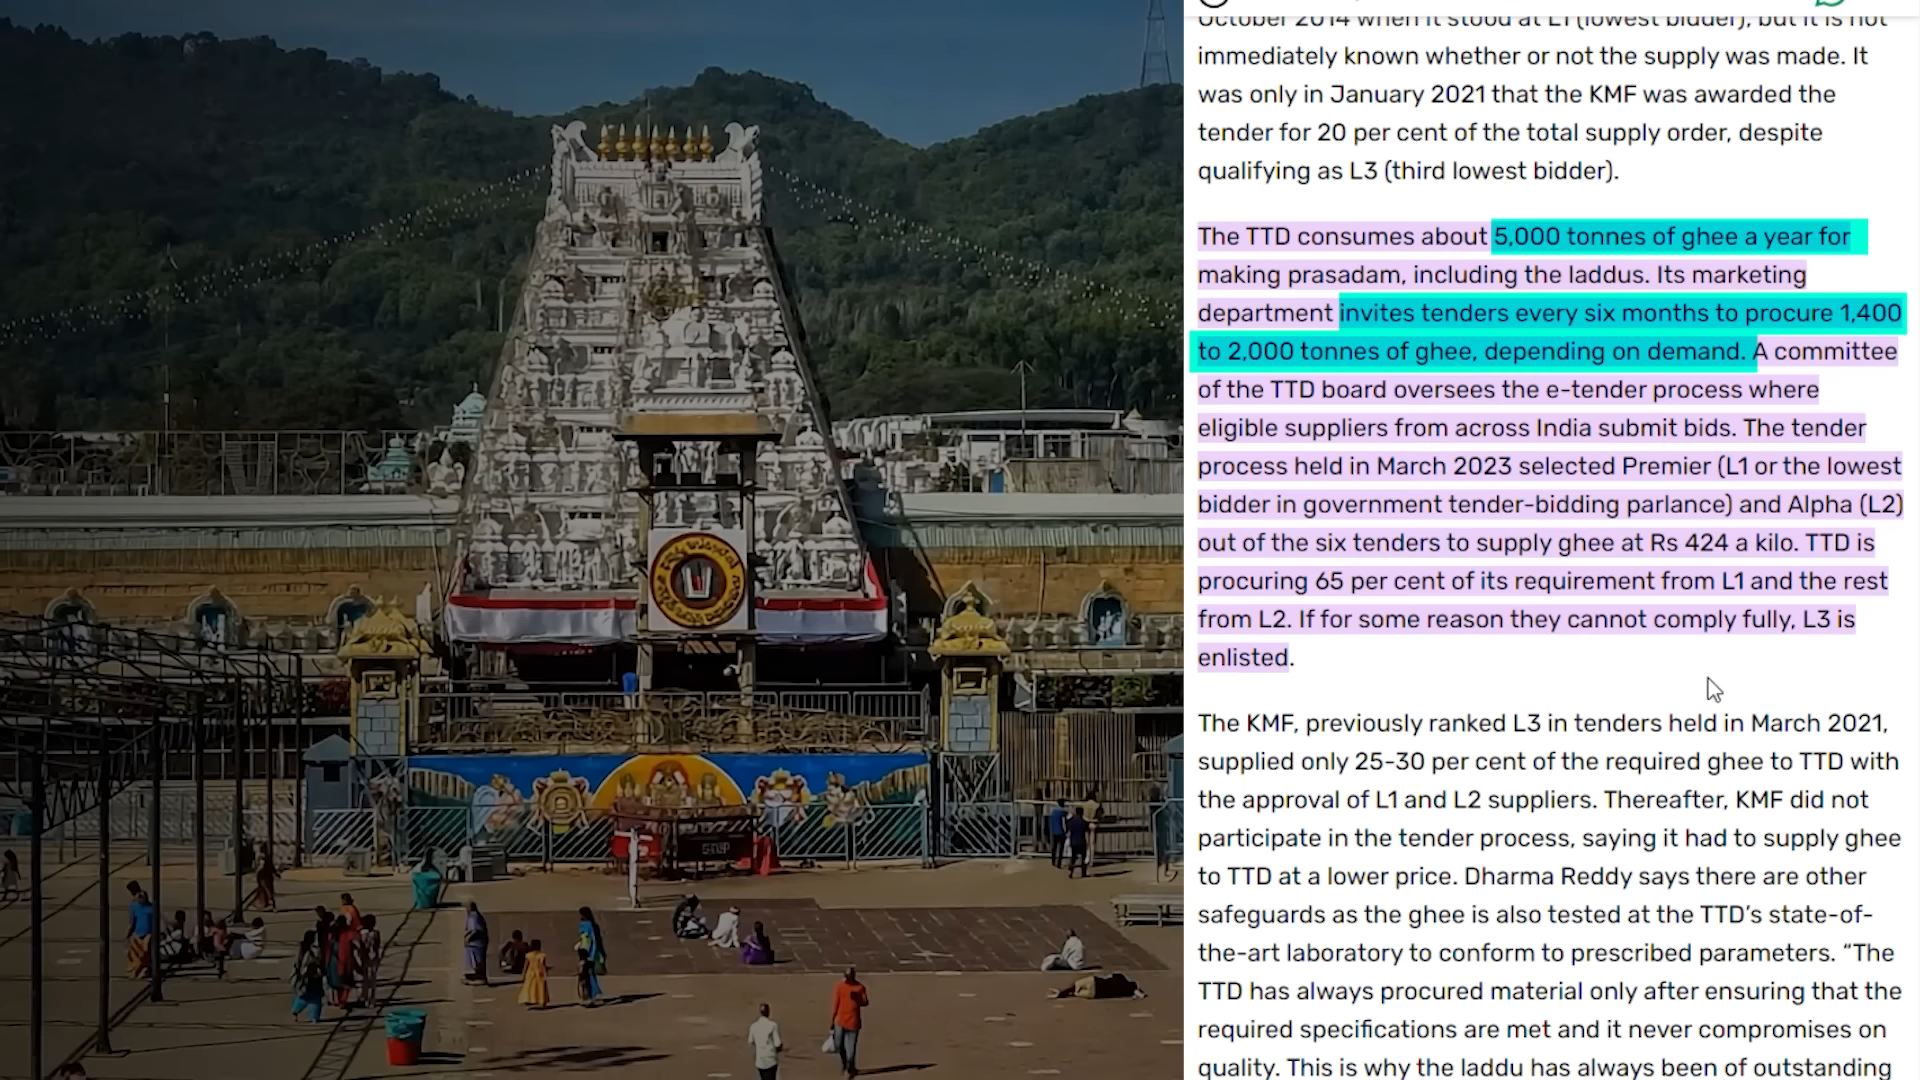 October 2014 when it stood at L1 (lowest bidder), but it is not
immediately known whether or not the supply was made. It
was only in January 2021 that the KMF was awarded the
tender for 20 per cent of the total supply order, despite
qualifying as L3 (third lowest bidder).
The TTD consumes about 5,000 tonnes of ghee a year for
making prasadam, including the laddus. Its marketing
department invites tenders every six months to procure 1,400
to 2,000 tonnes of ghee, depending on demand. A committee
of the TTD board oversees the e-tender process where
eligible suppliers from across India submit bids. The tender
process held in March 2023 selected Premier (L1 or the lowest
bidder in government tender-bidding parlance) and Alpha (L2)
out of the six tenders to supply ghee at Rs 424 a kilo. TTD is
procuring 65 per cent of its requirement from L1 and the rest
from L2. If for some reason they cannot comply fully, L3 is
enlisted.
The KMF, previously ranked L3 in tenders held in March 2021,
supplied only 25-30 per cent of the required ghee to TTD with
the approval of L1 and L2 suppliers. Thereafter, KMF did not
participate in the tender process, saying it had to supply ghee
to TTD at a lower price. Dharma Reddy says there are other
safeguards as the ghee is also tested at the TTD’s state-of-
the-art laboratory to conform to prescribed parameters. “The
TTD has always procured material only after ensuring that the
required specifications are met and it never compromises on
quality. This is why the laddu has always been of outstanding